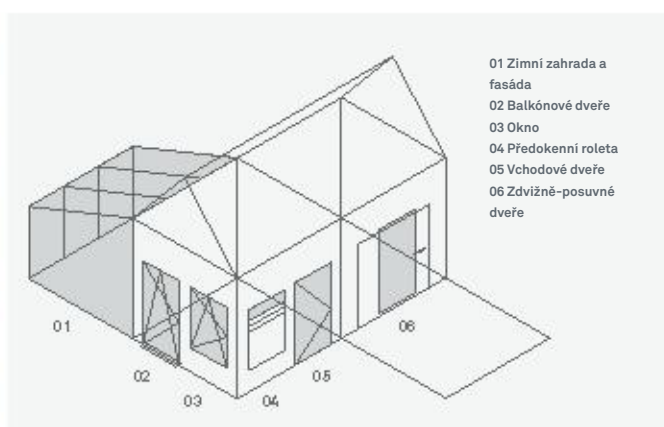 01 Zimní zahrada a
fasáda
02 Balkónové dveře
03 Okno
04 Předokenní roleta
05 Vchodové dveře
06 Zdvižně-posuvné
dveře
01
02
03
04
05
06